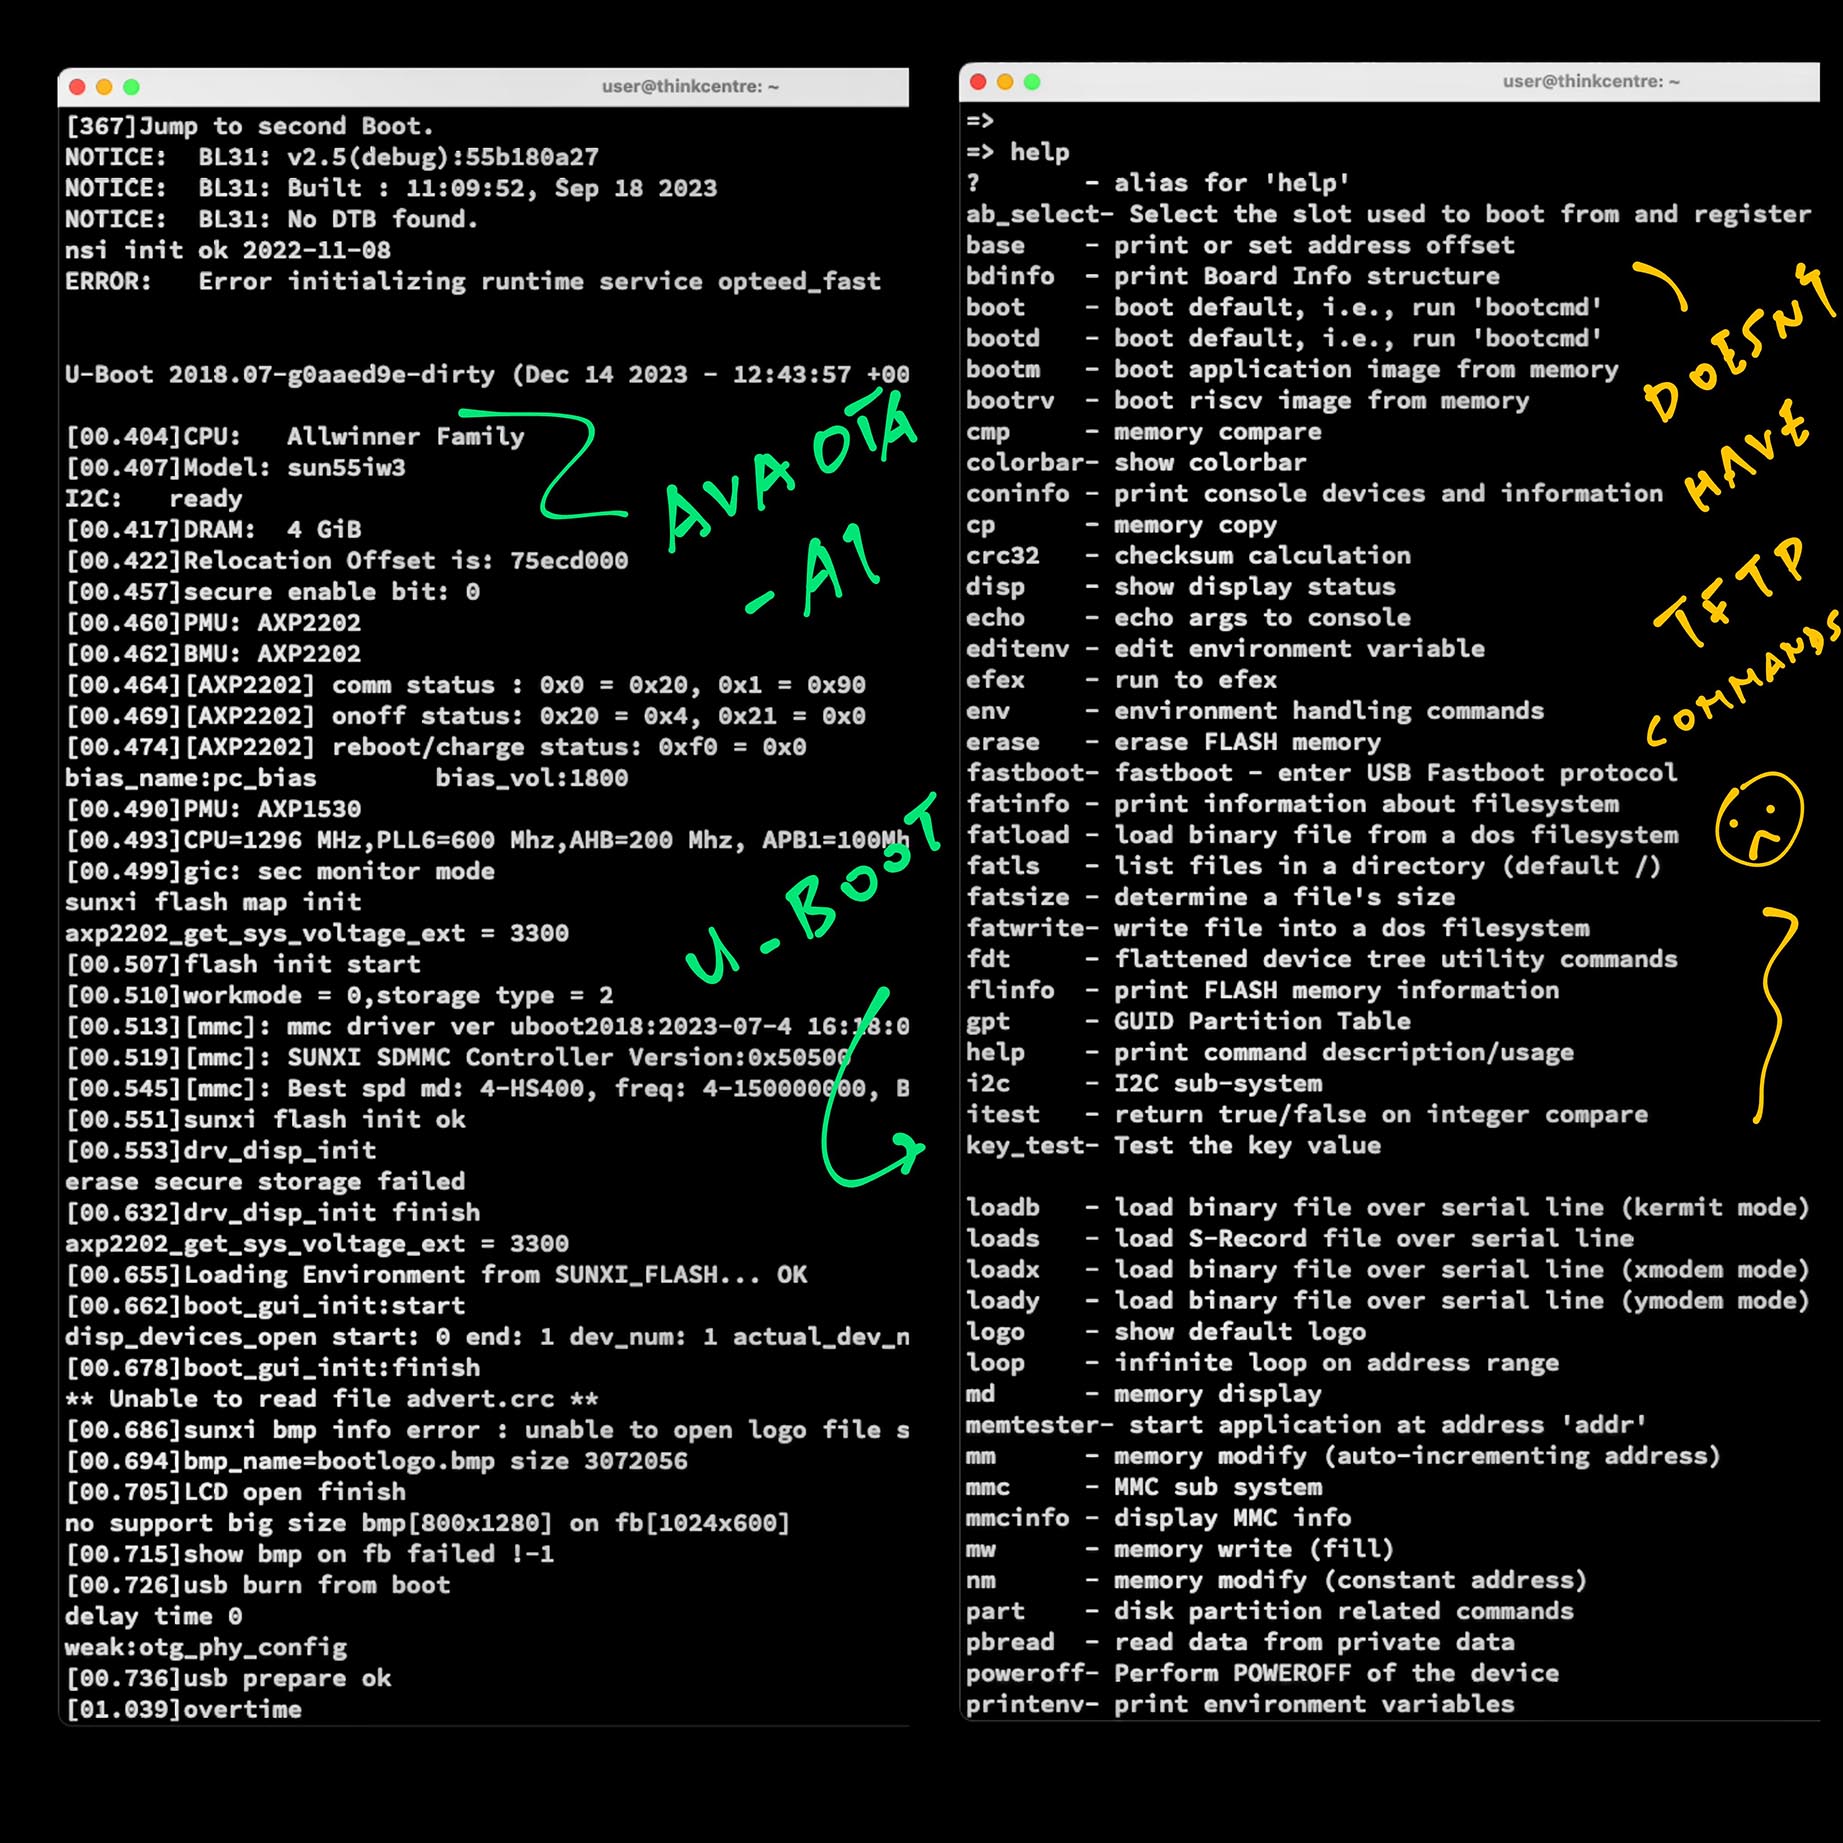 user@thinkcentre: ~
[367]Jump to second Boot.
NOTICE:  BL31: v2.5(debug):55b180a27
NOTICE:  BL31: Built : 11:09:52, Sep 18 2023
NOTICE:  BL31: No DTB found.
nsi init ok 2022-11-08
ERROR:   Error initializing runtime service opteed_fast
U-Boot 2018.07-g0aaed9e-dirty (Dec 14 2023 - 12:43:57 +00
[00.404]CPU:   Allwinner Family
[00.407]Model: sun55iw3
I2C:   ready
[00.417]DRAM:  4 GiB
[00.422]Relocation Offset is: 75ecd000
[00.457]secure enable bit: 0
[00.460]PMU: AXP2202
[00.462]BMU: AXP2202
[00.464][AXP2202] comm status : 0x0 = 0x20, 0x1 = 0x90
[00.469][AXP2202] onoff status: 0x20 = 0x4, 0x21 = 0x0
[00.474][AXP2202] reboot/charge status: 0xf0 = 0x0
bias_name:pc_bias        bias_vol:1800
[00.490]PMU: AXP1530
[00.493]CPU=1296 MHz,PLL6=600 Mhz,AHB=200 Mhz, APB1=100Mh
[00.499]gic: sec monitor mode
sunxi flash map init
axp2202_get_sys_voltage_ext = 3300
[00.507]flash init start
[00.510]workmode = 0,storage type = 2
[00.513][mmc]: mmc driver ver uboot2018:2023-07-4 16:18:0
[00.519][mmc]: SUNXI SDMMC Controller Version:0x50500
[00.545][mmc]: Best spd md: 4-HS400, freq: 4-150000000, B
[00.551]sunxi flash init ok
[00.553]drv_disp_init
erase secure storage failed
[00.632]drv_disp_init finish
axp2202_get_sys_voltage_ext = 3300
[00.655]Loading Environment from SUNXI_FLASH... OK
[00.662]boot_gui_init:start
disp_devices_open start: 0 end: 1 dev_num: 1 actual_dev_n
[00.678]boot_gui_init:finish
** Unable to read file advert.crc **
[00.686]sunxi bmp info error : unable to open logo file s
[00.694]bmp_name=bootlogo.bmp size 3072056
[00.705]LCD open finish
no support big size bmp[800x1280] on fb[1024x600]
[00.715]show bmp on fb failed !-1
[00.726]usb burn from boot
delay time 0
weak:otg_phy_config
[00.736]usb prepare ok
[01.039]overtime
AVAOTA
-A1
U-BOOT
user@thinkcentre: ~
=>
=> help
?       - alias for 'help'
ab_select- Select the slot used to boot from and register
base    - print or set address offset
bdinfo  - print Board Info structure
boot    - boot default, i.e., run 'bootcmd'
bootd   - boot default, i.e., run 'bootcmd'
bootm   - boot application image from memory
bootrv  - boot riscv image from memory
cmp     - memory compare
colorbar- show colorbar
coninfo - print console devices and information
cp      - memory copy
crc32   - checksum calculation
disp    - show display status
echo    - echo args to console
editenv - edit environment variable
efex    - run to efex
env     - environment handling commands
erase   - erase FLASH memory
fastboot- fastboot - enter USB Fastboot protocol
fatinfo - print information about filesystem
fatload - load binary file from a dos filesystem
fatls   - list files in a directory (default /)
fatsize - determine a file's size
fatwrite- write file into a dos filesystem
fdt     - flattened device tree utility commands
flinfo  - print FLASH memory information
gpt     - GUID Partition Table
help    - print command description/usage
i2c     - I2C sub-system
itest   - return true/false on integer compare
key_test- Test the key value
loadb   - load binary file over serial line (kermit mode)
loads   - load S-Record file over serial line
loadx   - load binary file over serial line (xmodem mode)
loady   - load binary file over serial line (ymodem mode)
logo    - show default logo
loop    - infinite loop on address range
md      - memory display
memtester- start application at address 'addr'
mm      - memory modify (auto-incrementing address)
mmc     - MMC sub system
mmcinfo - display MMC info
mw      - memory write (fill)
nm      - memory modify (constant address)
part    - disk partition related commands
pbread  - read data from private data
poweroff- Perform POWEROFF of the device
printenv- print environment variables
DOESN'T
HAVE
TFTP
COMMANDS